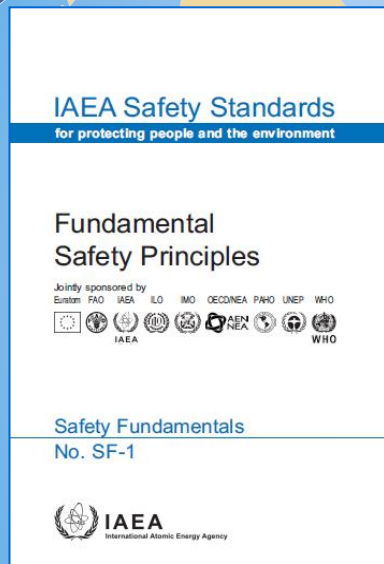 IAEA Safety Standards
for protecting people and the environment
Fundamental
Safety Principles
Jointly sponsored by
Euratom FAO IAEA ILO IMO OECD/NEA PAHO UNEP WHO
AEN
NEA
IAEA
WHO
Safety Fundamentals
No. SF-1
IAEA
International Atomic Energy Agency